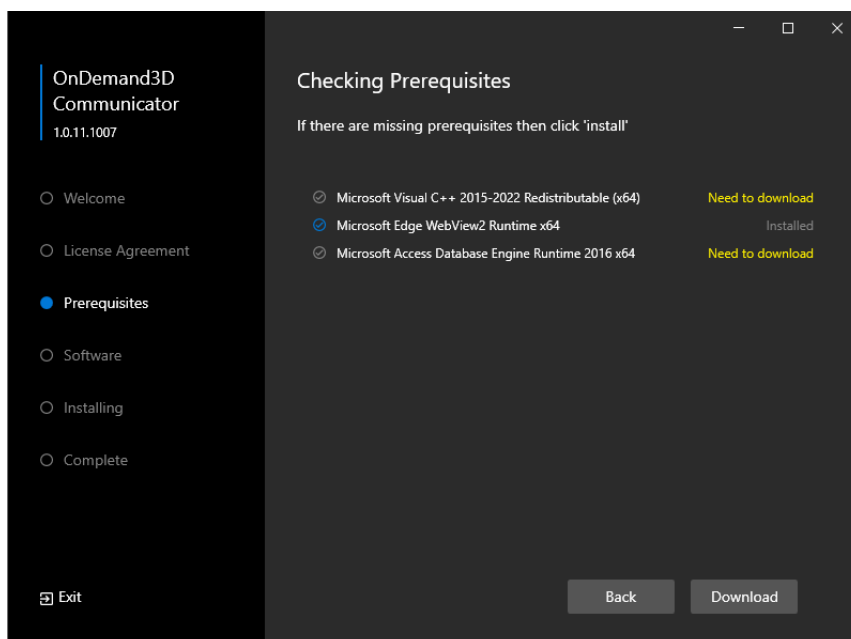 OnDemand3D
Communicator
1.0.11.1007
Welcome
License Agreement
Prerequisites
Software
Installing
Complete
Exit
Checking Prerequisites
If there are missing prerequisites then click 'install'
Microsoft Visual C++ 2015-2022 Redistributable (x64) Need to download
Microsoft Edge WebView2 Runtime x64 Installed
Microsoft Access Database Engine Runtime 2016 x64 Need to download
Back Download